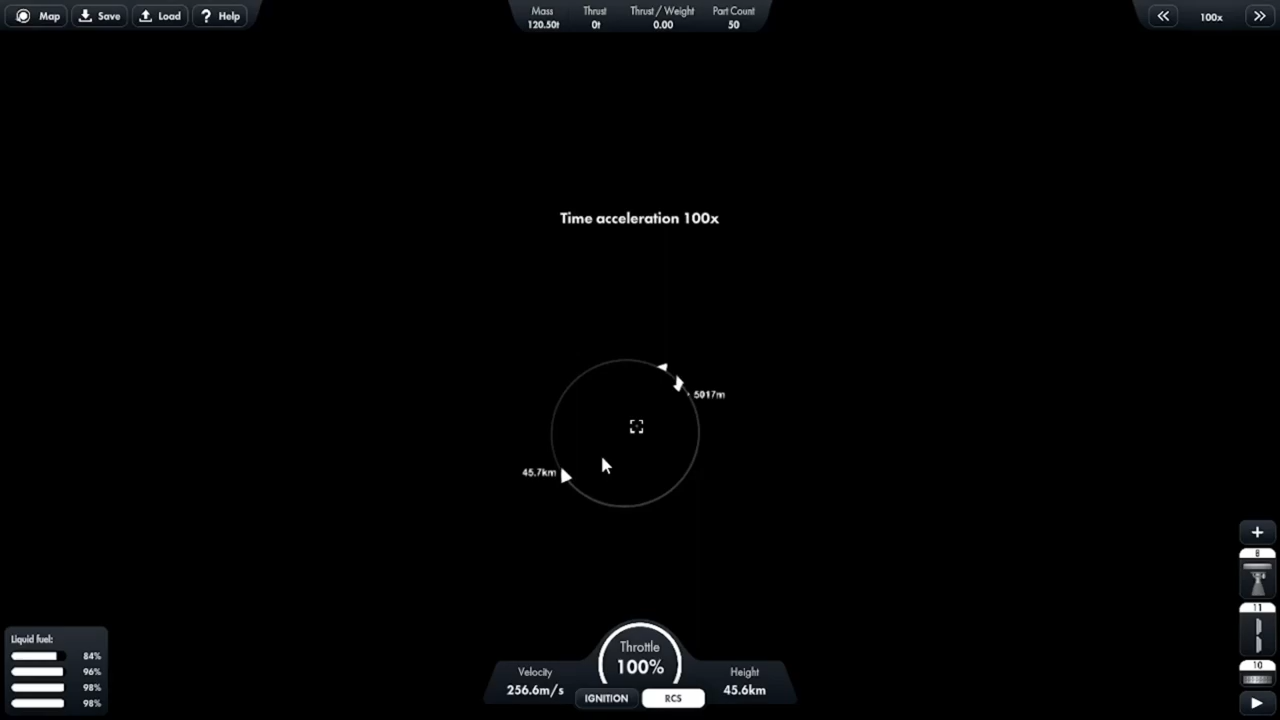 Map Save Load Help
Mass Thrust Thrust / Weight Part Count
120.50t 0t 0.00 50
100x
Time acceleration 100x
5017m
45.7km
8
11
10
Liquid fuel:
84%
96%
98%
98%
Throttle
100%
Velocity
256.6m/s
Height
45.6km
IGNITION RCS